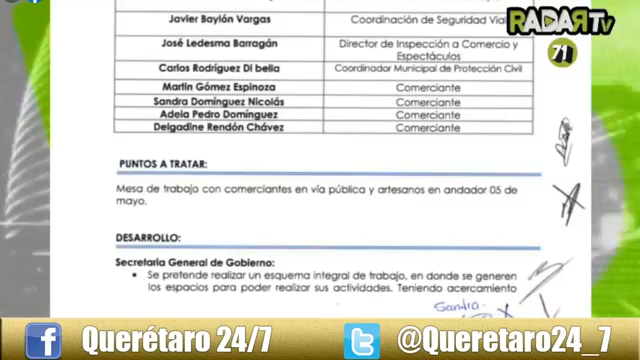 RADAR TV
71
Javier Baylón Vargas Coordinación de Seguridad Vial
José Ledesma Barragán Director de Inspección a Comercio y
Espectáculos
Carlos Rodríguez Di bella Coordinador Municipal de Protección Civil
Martin Gómez Espinoza Comerciante
Sandra Domínguez Nicolás Comerciante
Adela Pedro Domínguez Comerciante
Delgadine Rendón Chávez Comerciante
PUNTOS A TRATAR:
Mesa de trabajo con comerciantes en vía pública y artesanos en andador 05 de
mayo.
DESARROLLO:
Secretaria General de Gobierno:
• Se pretende realizar un esquema integral de trabajo, en donde se generen
los espacios para poder realizar sus actividades. Teniendo acercamiento
Sandra
Querétaro 24/7 @Queretaro24_7